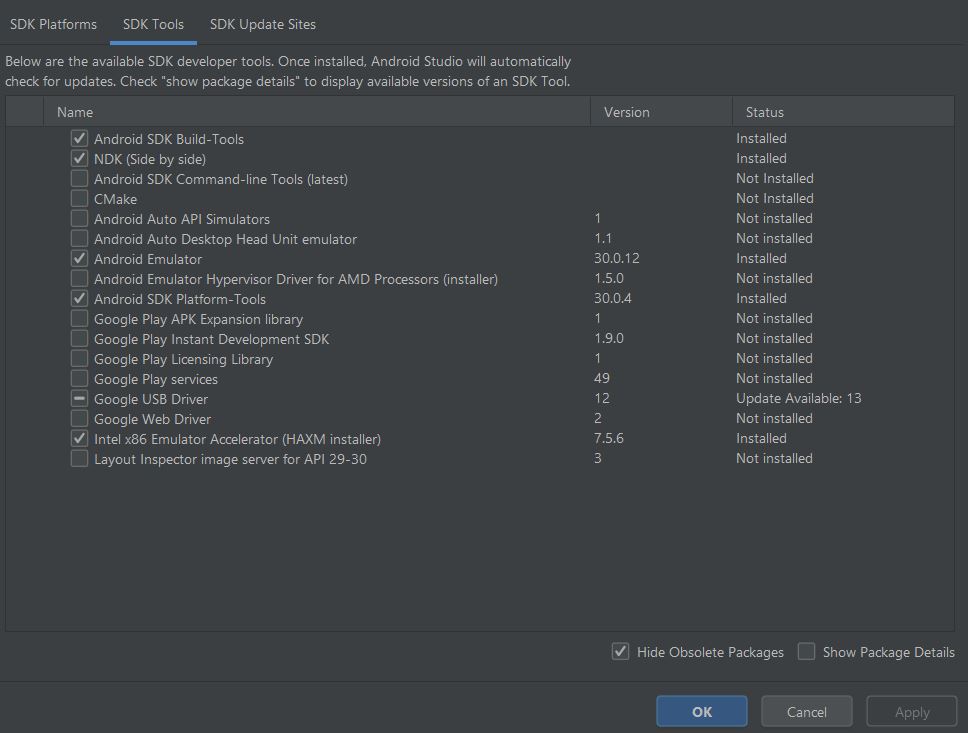 SDK Platforms SDK Tools SDK Update Sites
Below are the available SDK developer tools. Once installed, Android Studio will automatically
check for updates. Check "show package details" to display available versions of an SDK Tool.
Name Version Status
Android SDK Build-Tools Installed
NDK (Side by side) Installed
Android SDK Command-line Tools (latest) Not Installed
CMake Not Installed
Android Auto API Simulators 1 Not installed
Android Auto Desktop Head Unit emulator 1.1 Not installed
Android Emulator 30.0.12 Installed
Android Emulator Hypervisor Driver for AMD Processors (installer) 1.5.0 Not installed
Android SDK Platform-Tools 30.0.4 Installed
Google Play APK Expansion library 1 Not installed
Google Play Instant Development SDK 1.9.0 Not installed
Google Play Licensing Library 1 Not installed
Google Play services 49 Not installed
Google USB Driver 12 Update Available: 13
Google Web Driver 2 Not installed
Intel x86 Emulator Accelerator (HAXM installer) 7.5.6 Installed
Layout Inspector image server for API 29-30 3 Not installed
Hide Obsolete Packages Show Package Details
OK Cancel Apply